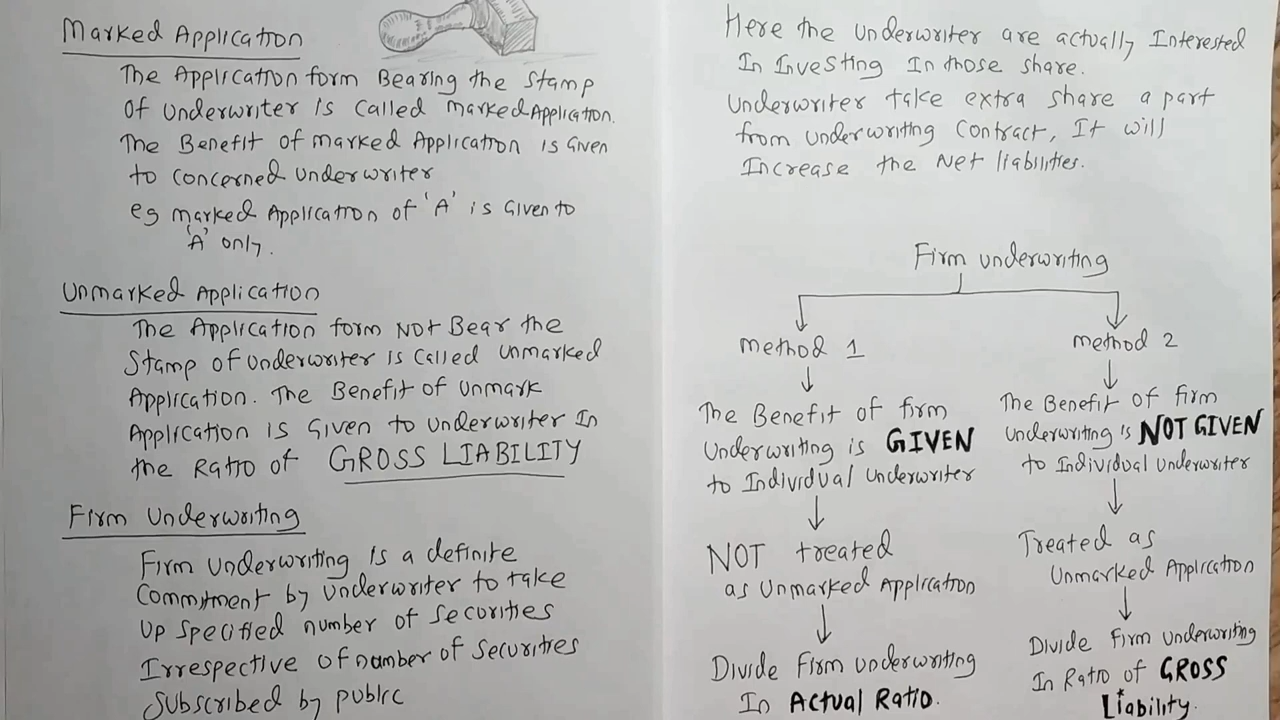 Marked Application
The Application form Bearing the Stamp
of Underwriter is called Marked Application.
The Benefit of marked Application is Given
to concerned underwriter
eg marked Application of 'A' is Given to
'A' only.
Unmarked Application
The Application form NOT Bear the
Stamp of Underwriter is called unmarked
Application. The Benefit of Unmark
Application is Given to Underwriter In
the Ratio of GROSS LIABILITY
Firm Underwriting
Firm Underwriting is a definite
Commitment by Underwriter to take
up specified number of securities
Irrespective of number of securities
Subscribed by public
Here the underwriter are actually Interested
In Investing In those share.
Underwriter take extra share a part
from underwriting contract, It will
Increase the Net liabilities.
Firm underwriting
method 1
The Benefit of firm
Underwriting is GIVEN
to Individual Underwriter
NOT treated
as Unmarked Application
Divide Firm underwriting
In Actual Ratio.
method 2
The Benefit of firm
Underwriting is NOT GIVEN
to Individual underwriter
Treated as
Unmarked Application
Divide Firm underwriting
In Ratio of GROSS
Liability.